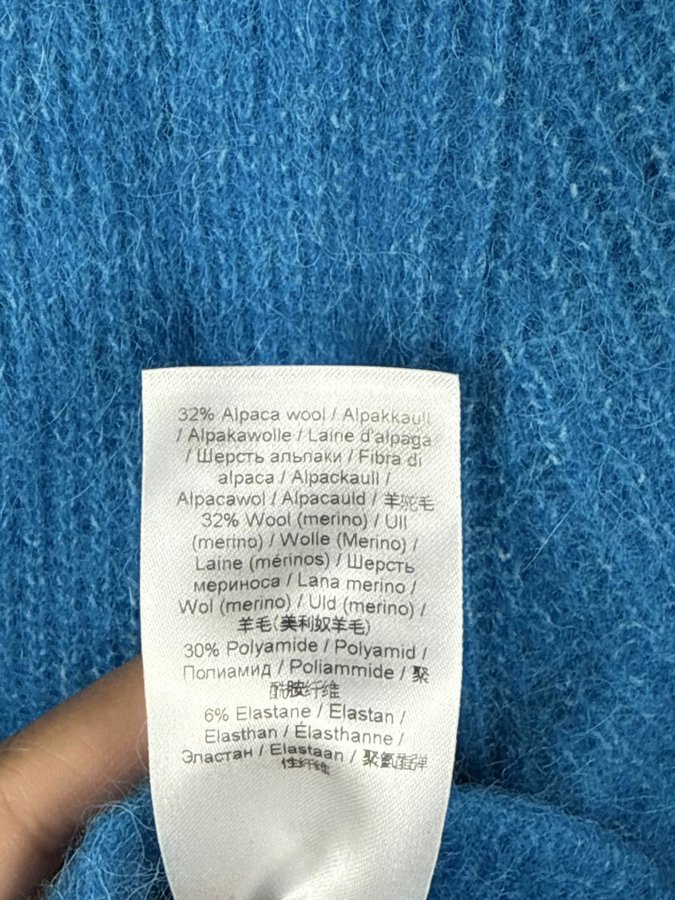 32% Alpaca wool / Alpakkaull
/ Alpakawolle / Laine d'alpaga
/ Шерсть альпаки / Fibra di
alpaca / Alpackaull /
Alpacawol / Alpacauld / 羊驼毛
32% Wool (merino) / Ull
(merino) / Wolle (Merino) /
Laine (mérinos) / Шерсть
мериноса / Lana merino /
Wol (merino) / Uld (merino) /
羊毛(美利奴羊毛)
30% Polyamide / Polyamid /
Полиамид / Poliammide / 聚
酰胺纤维
6% Elastane / Elastan /
Elasthan / Élasthanne /
Эластан / Elastaan / 聚氨酯弹
性纤维